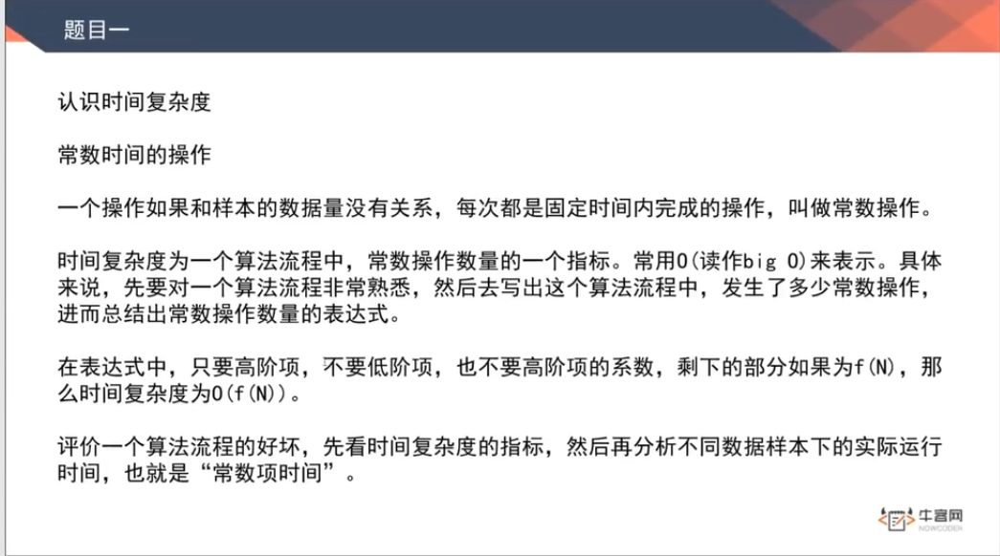 题目一
认识时间复杂度
常数时间的操作
一个操作如果和样本的数据量没有关系，每次都是固定时间内完成的操作，叫做常数操作。
时间复杂度为一个算法流程中，常数操作数量的一个指标。常用O(读作big O)来表示。具体
来说，先要对一个算法流程非常熟悉，然后去写出这个算法流程中，发生了多少常数操作，
进而总结出常数操作数量的表达式。
在表达式中，只要高阶项，不要低阶项，也不要高阶项的系数，剩下的部分如果为f(N)，那
么时间复杂度为O(f(N))。
评价一个算法流程的好坏，先看时间复杂度的指标，然后再分析不同数据样本下的实际运行
时间，也就是“常数项时间”。
牛客网
NOWCODER